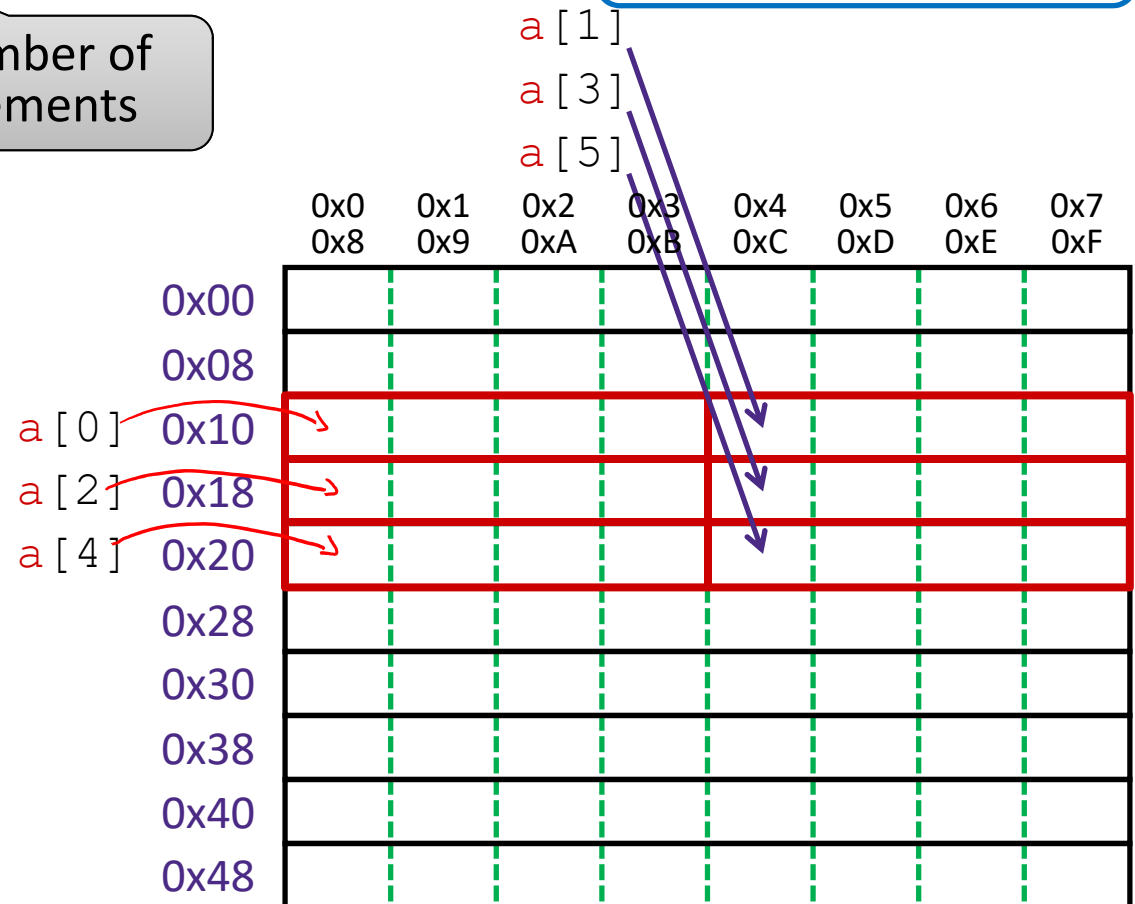 a[1]
mber of
ements
a[3]
a[5]
0x0 0x1 0x2 0x3 0x4 0x5 0x6 0x7
0x8 0x9 0xA 0xB 0xC 0xD 0xE 0xF
0x00
0x08
a[0] 0x10
a[2] 0x18
a[4] 0x20
0x28
0x30
0x38
0x40
0x48